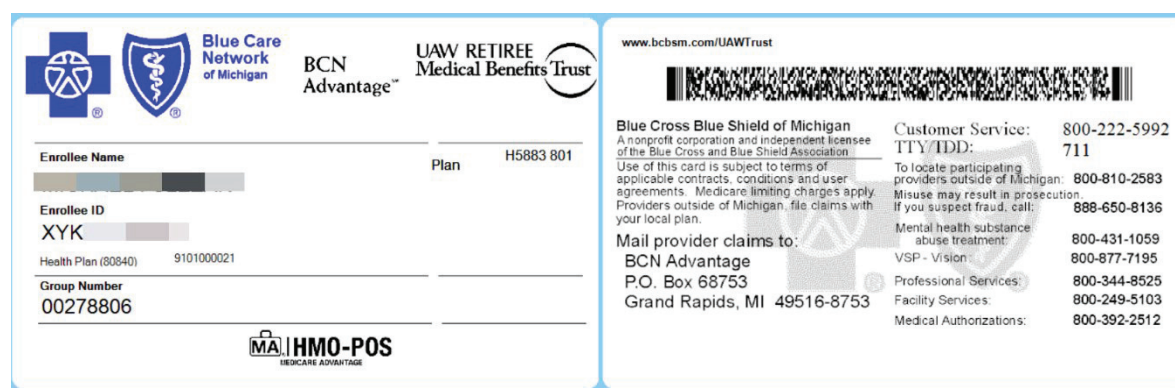 Blue Care
Network
of Michigan
®
®
BCN
Advantage℠
UAW RETIREE
Medical Benefits Trust
Enrollee Name
Plan H5883 801
Enrollee ID
XYK
Health Plan (80840) 9101000021
Group Number
00278806
MA HMO-POS
MEDICARE ADVANTAGE
www.bcbsm.com/UAWTrust
Blue Cross Blue Shield of Michigan
A nonprofit corporation and independent licensee
of the Blue Cross and Blue Shield Association
Use of this card is subject to terms of
applicable contracts, conditions and user
agreements. Medicare limiting charges apply.
Providers outside of Michigan, file claims with
your local plan.
Mail provider claims to:
BCN Advantage
P.O. Box 68753
Grand Rapids, MI 49516-8753
®
Customer Service: 800-222-5992
TTY/TDD: 711
To locate participating
providers outside of Michigan: 800-810-2583
Misuse may result in prosecution.
If you suspect fraud, call: 888-650-8136
Mental health substance
abuse treatment: 800-431-1059
VSP - Vision: 800-877-7195
Professional Services: 800-344-8525
Facility Services: 800-249-5103
Medical Authorizations: 800-392-2512